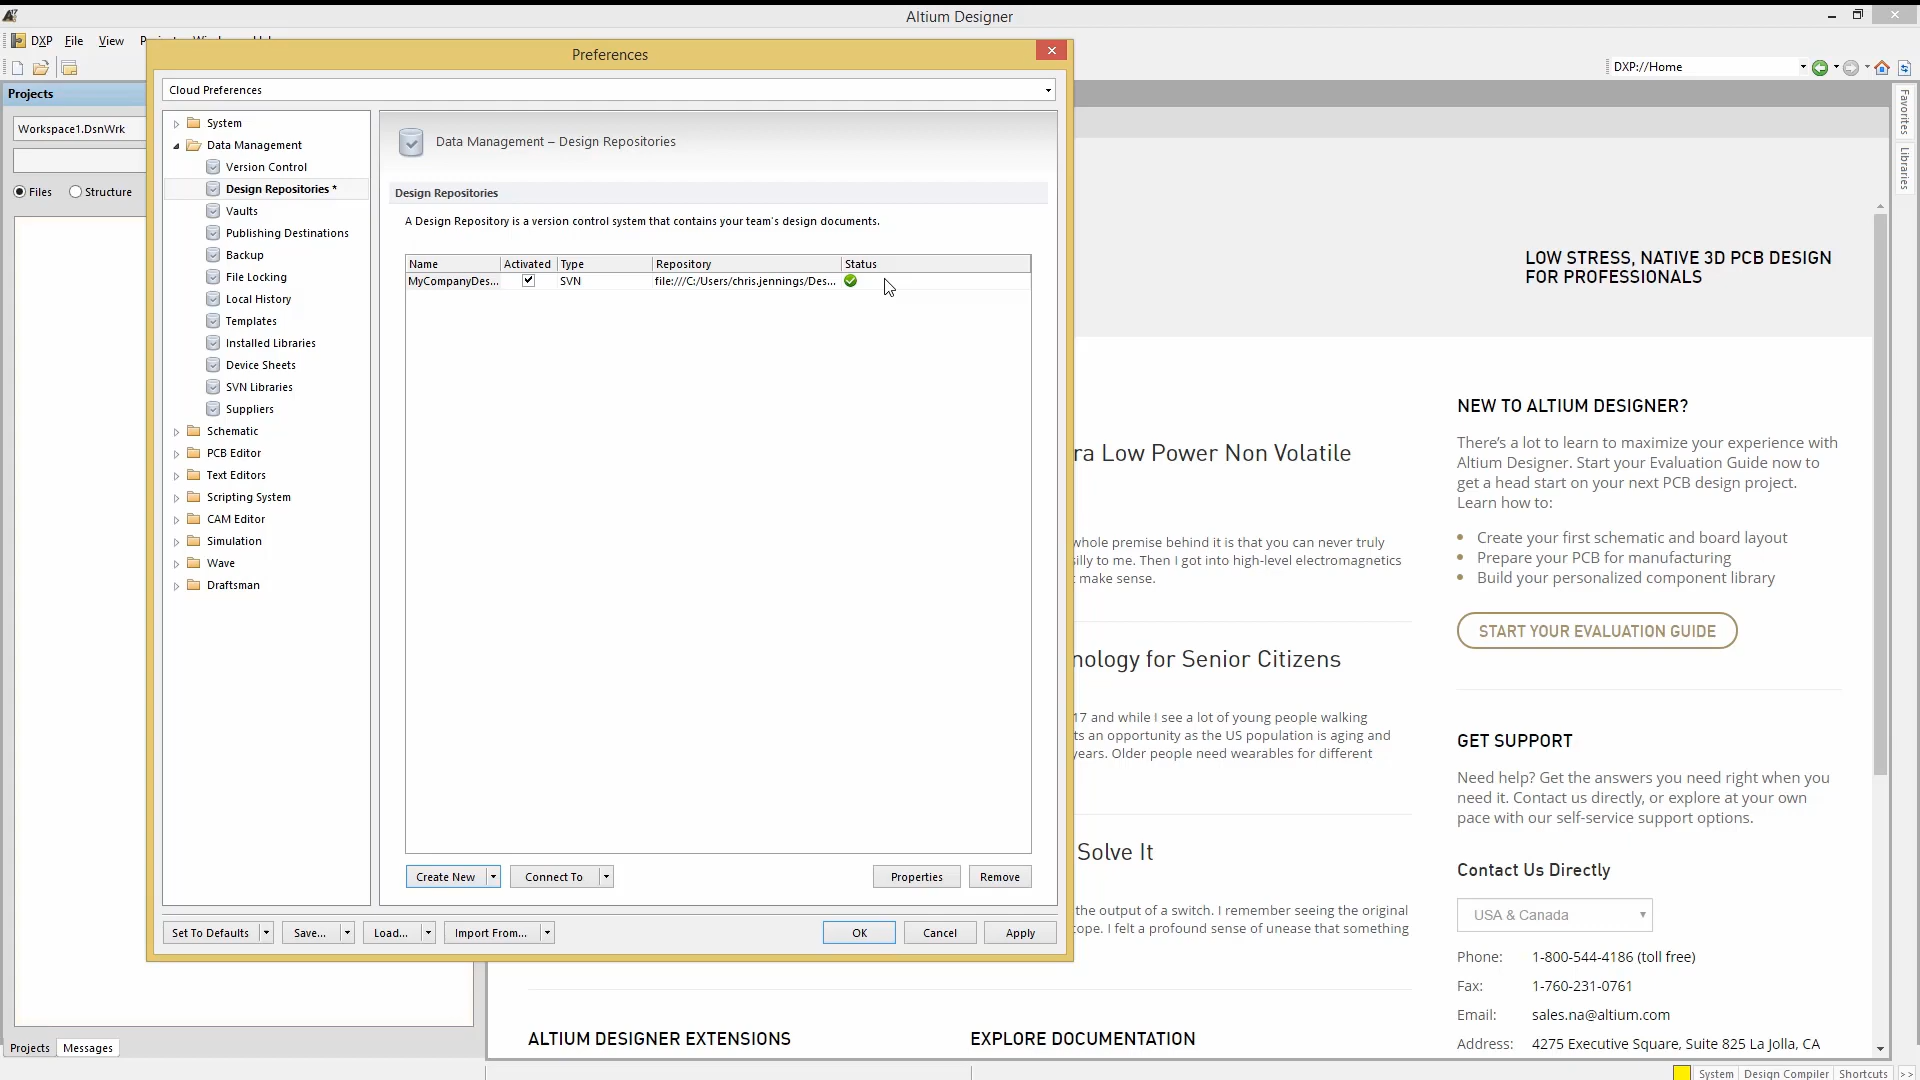 Altium Designer
DXP File View
DXP://Home
Preferences
Projects
Cloud Preferences
Favorites
Libraries
Workspace1.DsnWrk
Files Structure
System
Data Management
Version Control
Design Repositories *
Vaults
Publishing Destinations
Backup
File Locking
Local History
Templates
Installed Libraries
Device Sheets
SVN Libraries
Suppliers
Schematic
PCB Editor
Text Editors
Scripting System
CAM Editor
Simulation
Wave
Draftsman
Data Management – Design Repositories
Design Repositories
A Design Repository is a version control system that contains your team's design documents.
Name Activated Type Repository Status
MyCompanyDes... SVN file:///C:/Users/chris.jennings/Des...
Create New Connect To Properties Remove
Set To Defaults Save... Load... Import From... OK Cancel Apply
ra Low Power Non Volatile
whole premise behind it is that you can never truly
silly to me. Then I got into high-level electromagnetics
make sense.
nology for Senior Citizens
17 and while I see a lot of young people walking
ts an opportunity as the US population is aging and
years. Older people need wearables for different
Solve It
the output of a switch. I remember seeing the original
cope. I felt a profound sense of unease that something
ALTIUM DESIGNER EXTENSIONS EXPLORE DOCUMENTATION
LOW STRESS, NATIVE 3D PCB DESIGN
FOR PROFESSIONALS
NEW TO ALTIUM DESIGNER?
There's a lot to learn to maximize your experience with
Altium Designer. Start your Evaluation Guide now to
get a head start on your next PCB design project.
Learn how to:
Create your first schematic and board layout
Prepare your PCB for manufacturing
Build your personalized component library
START YOUR EVALUATION GUIDE
GET SUPPORT
Need help? Get the answers you need right when you
need it. Contact us directly, or explore at your own
pace with our self-service support options.
Contact Us Directly
USA & Canada
Phone: 1-800-544-4186 (toll free)
Fax: 1-760-231-0761
Email: sales.na@altium.com
Address: 4275 Executive Square, Suite 825 La Jolla, CA
Projects Messages
System Design Compiler Shortcuts >>